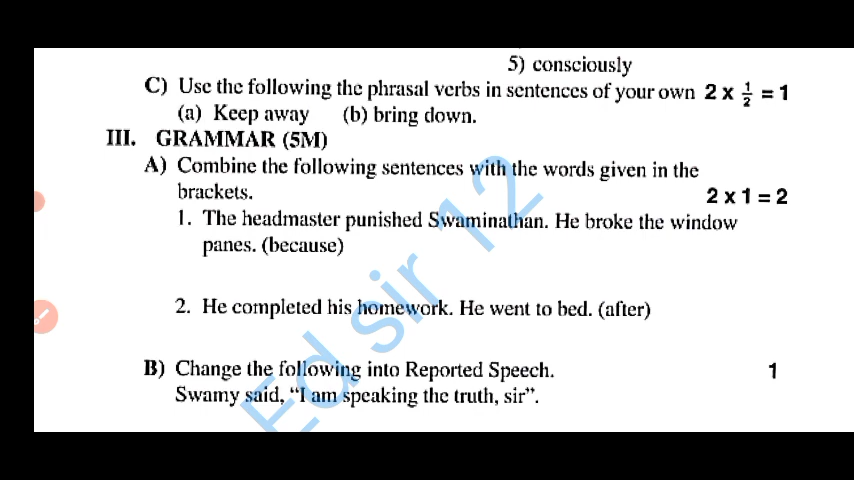 5) consciously
C) Use the following the phrasal verbs in sentences of your own 2 x 1/2 = 1
(a) Keep away (b) bring down.
III. GRAMMAR (5M)
A) Combine the following sentences with the words given in the
brackets. 2 x 1 = 2
1. The headmaster punished Swaminathan. He broke the window
panes. (because)
2. He completed his homework. He went to bed. (after)
B) Change the following into Reported Speech. 1
Swamy said, “I am speaking the truth, sir”.
Ed sir 12